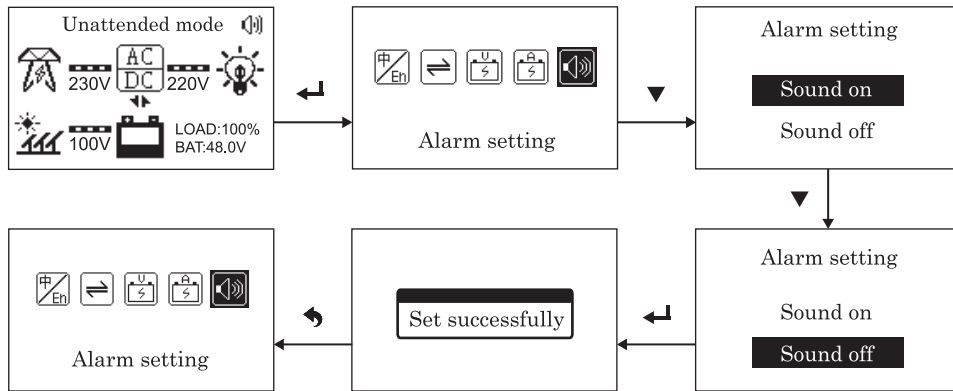 Unattended mode
AC
DC
230V
220V
100V
LOAD:100%
BAT:48.0V
中/En
V
A
Alarm setting
Alarm setting
Sound on
Sound off
中/En
V
A
Alarm setting
Set successfully
Alarm setting
Sound on
Sound off